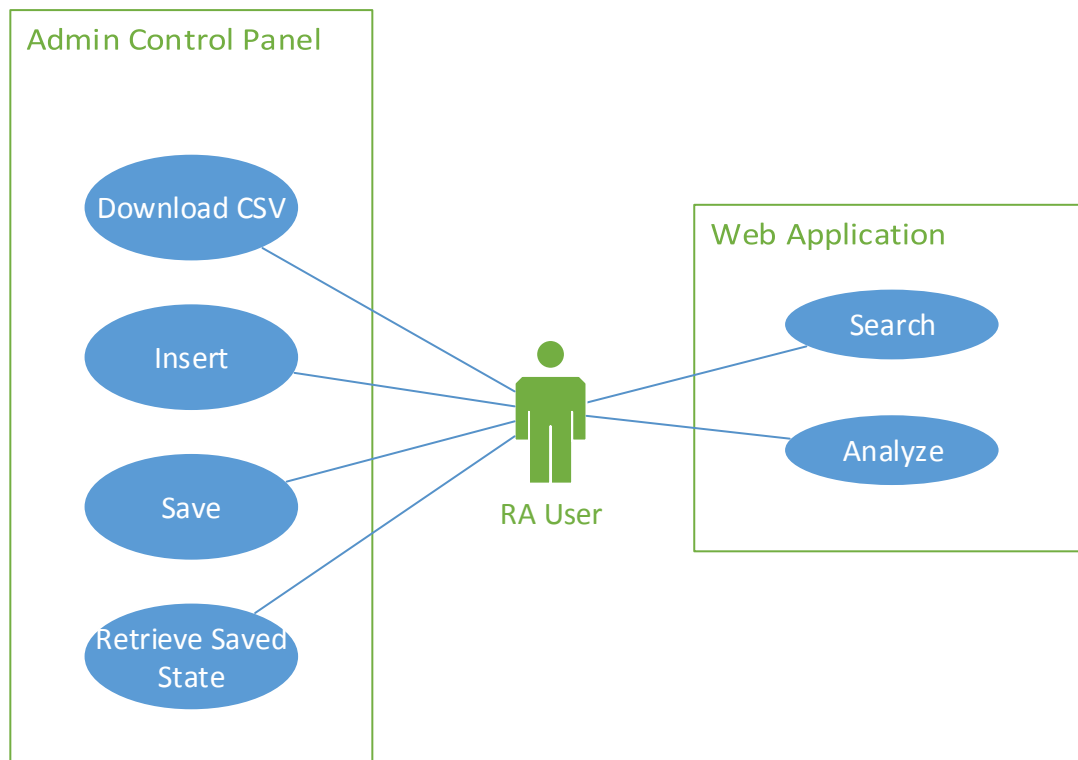 Admin Control Panel
Download CSV
Insert
Save
Retrieve Saved
State
RA User
Web Application
Search
Analyze